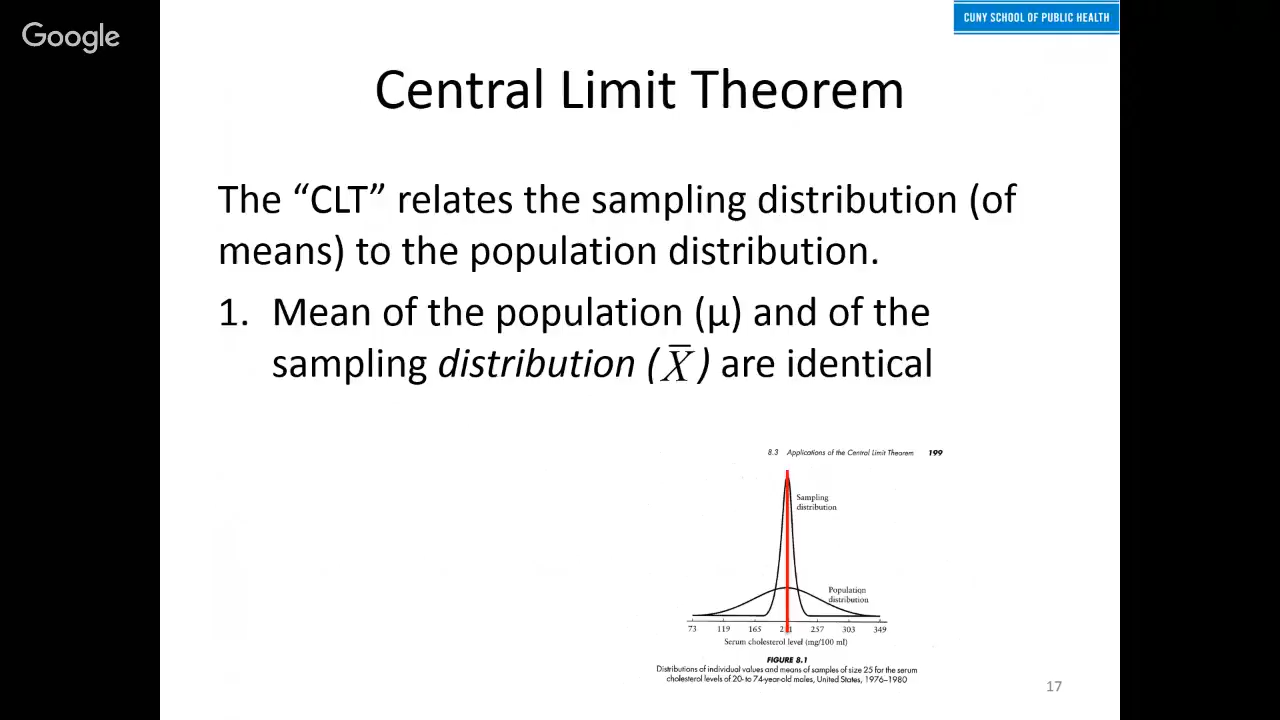 Google
CUNY SCHOOL OF PUBLIC HEALTH
Central Limit Theorem
The “CLT” relates the sampling distribution (of
means) to the population distribution.
1. Mean of the population (μ) and of the
sampling distribution (X̅) are identical
8.3 Applications of the Central Limit Theorem 199
Sampling
distribution
Population
distribution
73 119 165 257 303 349
Serum cholesterol level (mg/100 ml)
FIGURE 8.1
Distributions of individual values and means of samples of size 25 for the serum
cholesterol levels of 20- to 74-year-old males, United States, 1976–1980
17